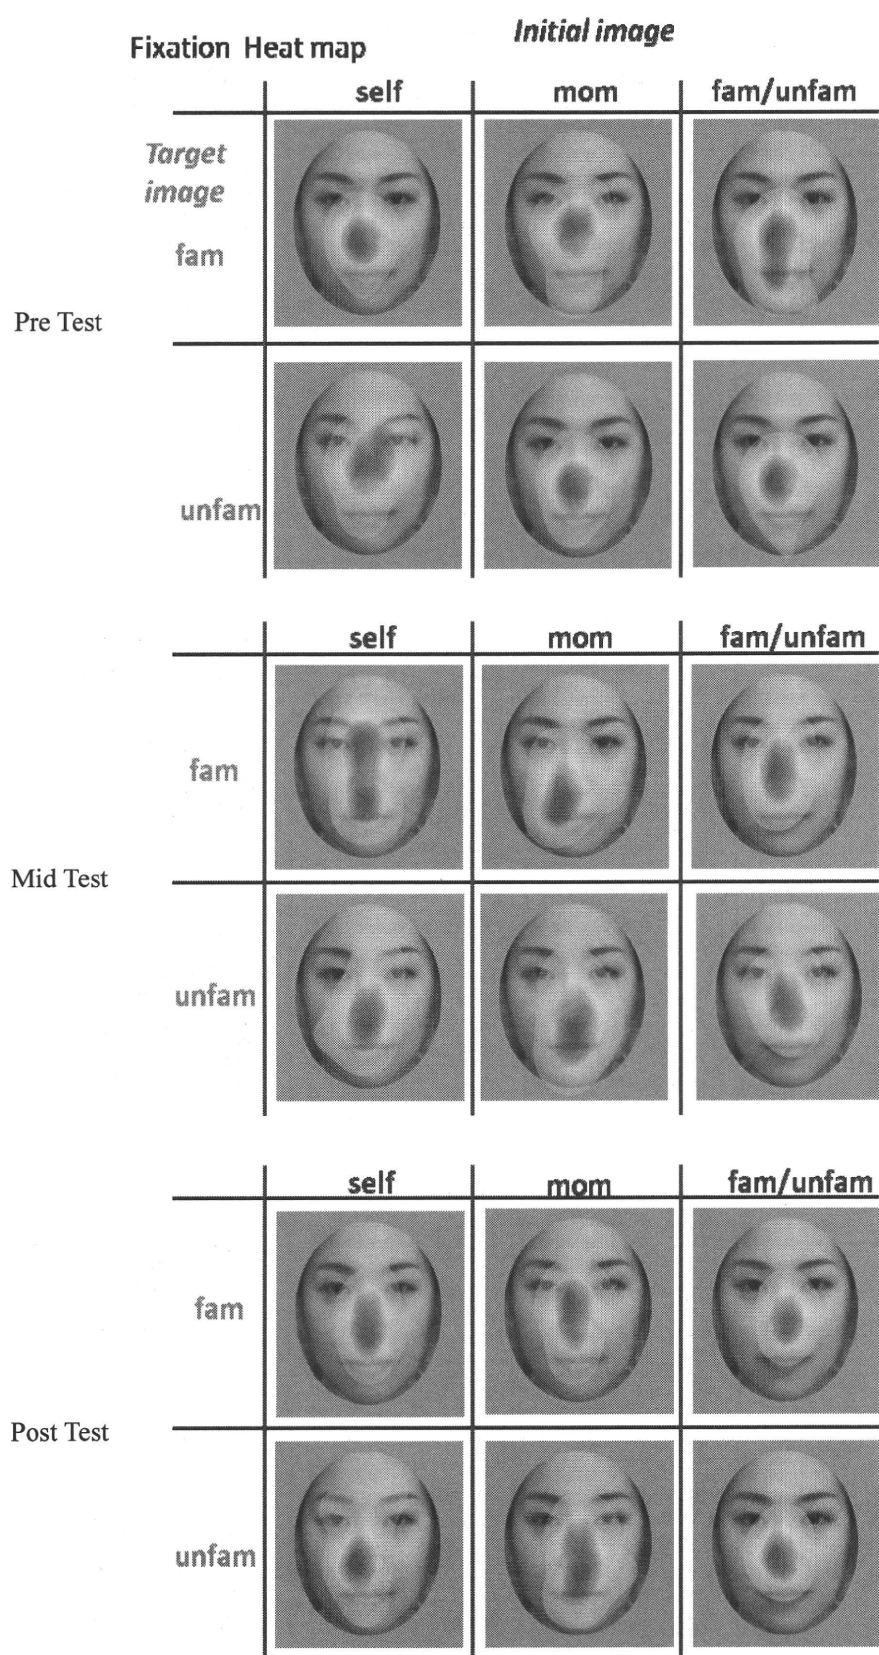 Fixation Heat map
Initial image
self mom fam/unfam
Target
image
fam
Pre Test
unfam
self mom fam/unfam
fam
Mid Test
unfam
self mom fam/unfam
fam
Post Test
unfam